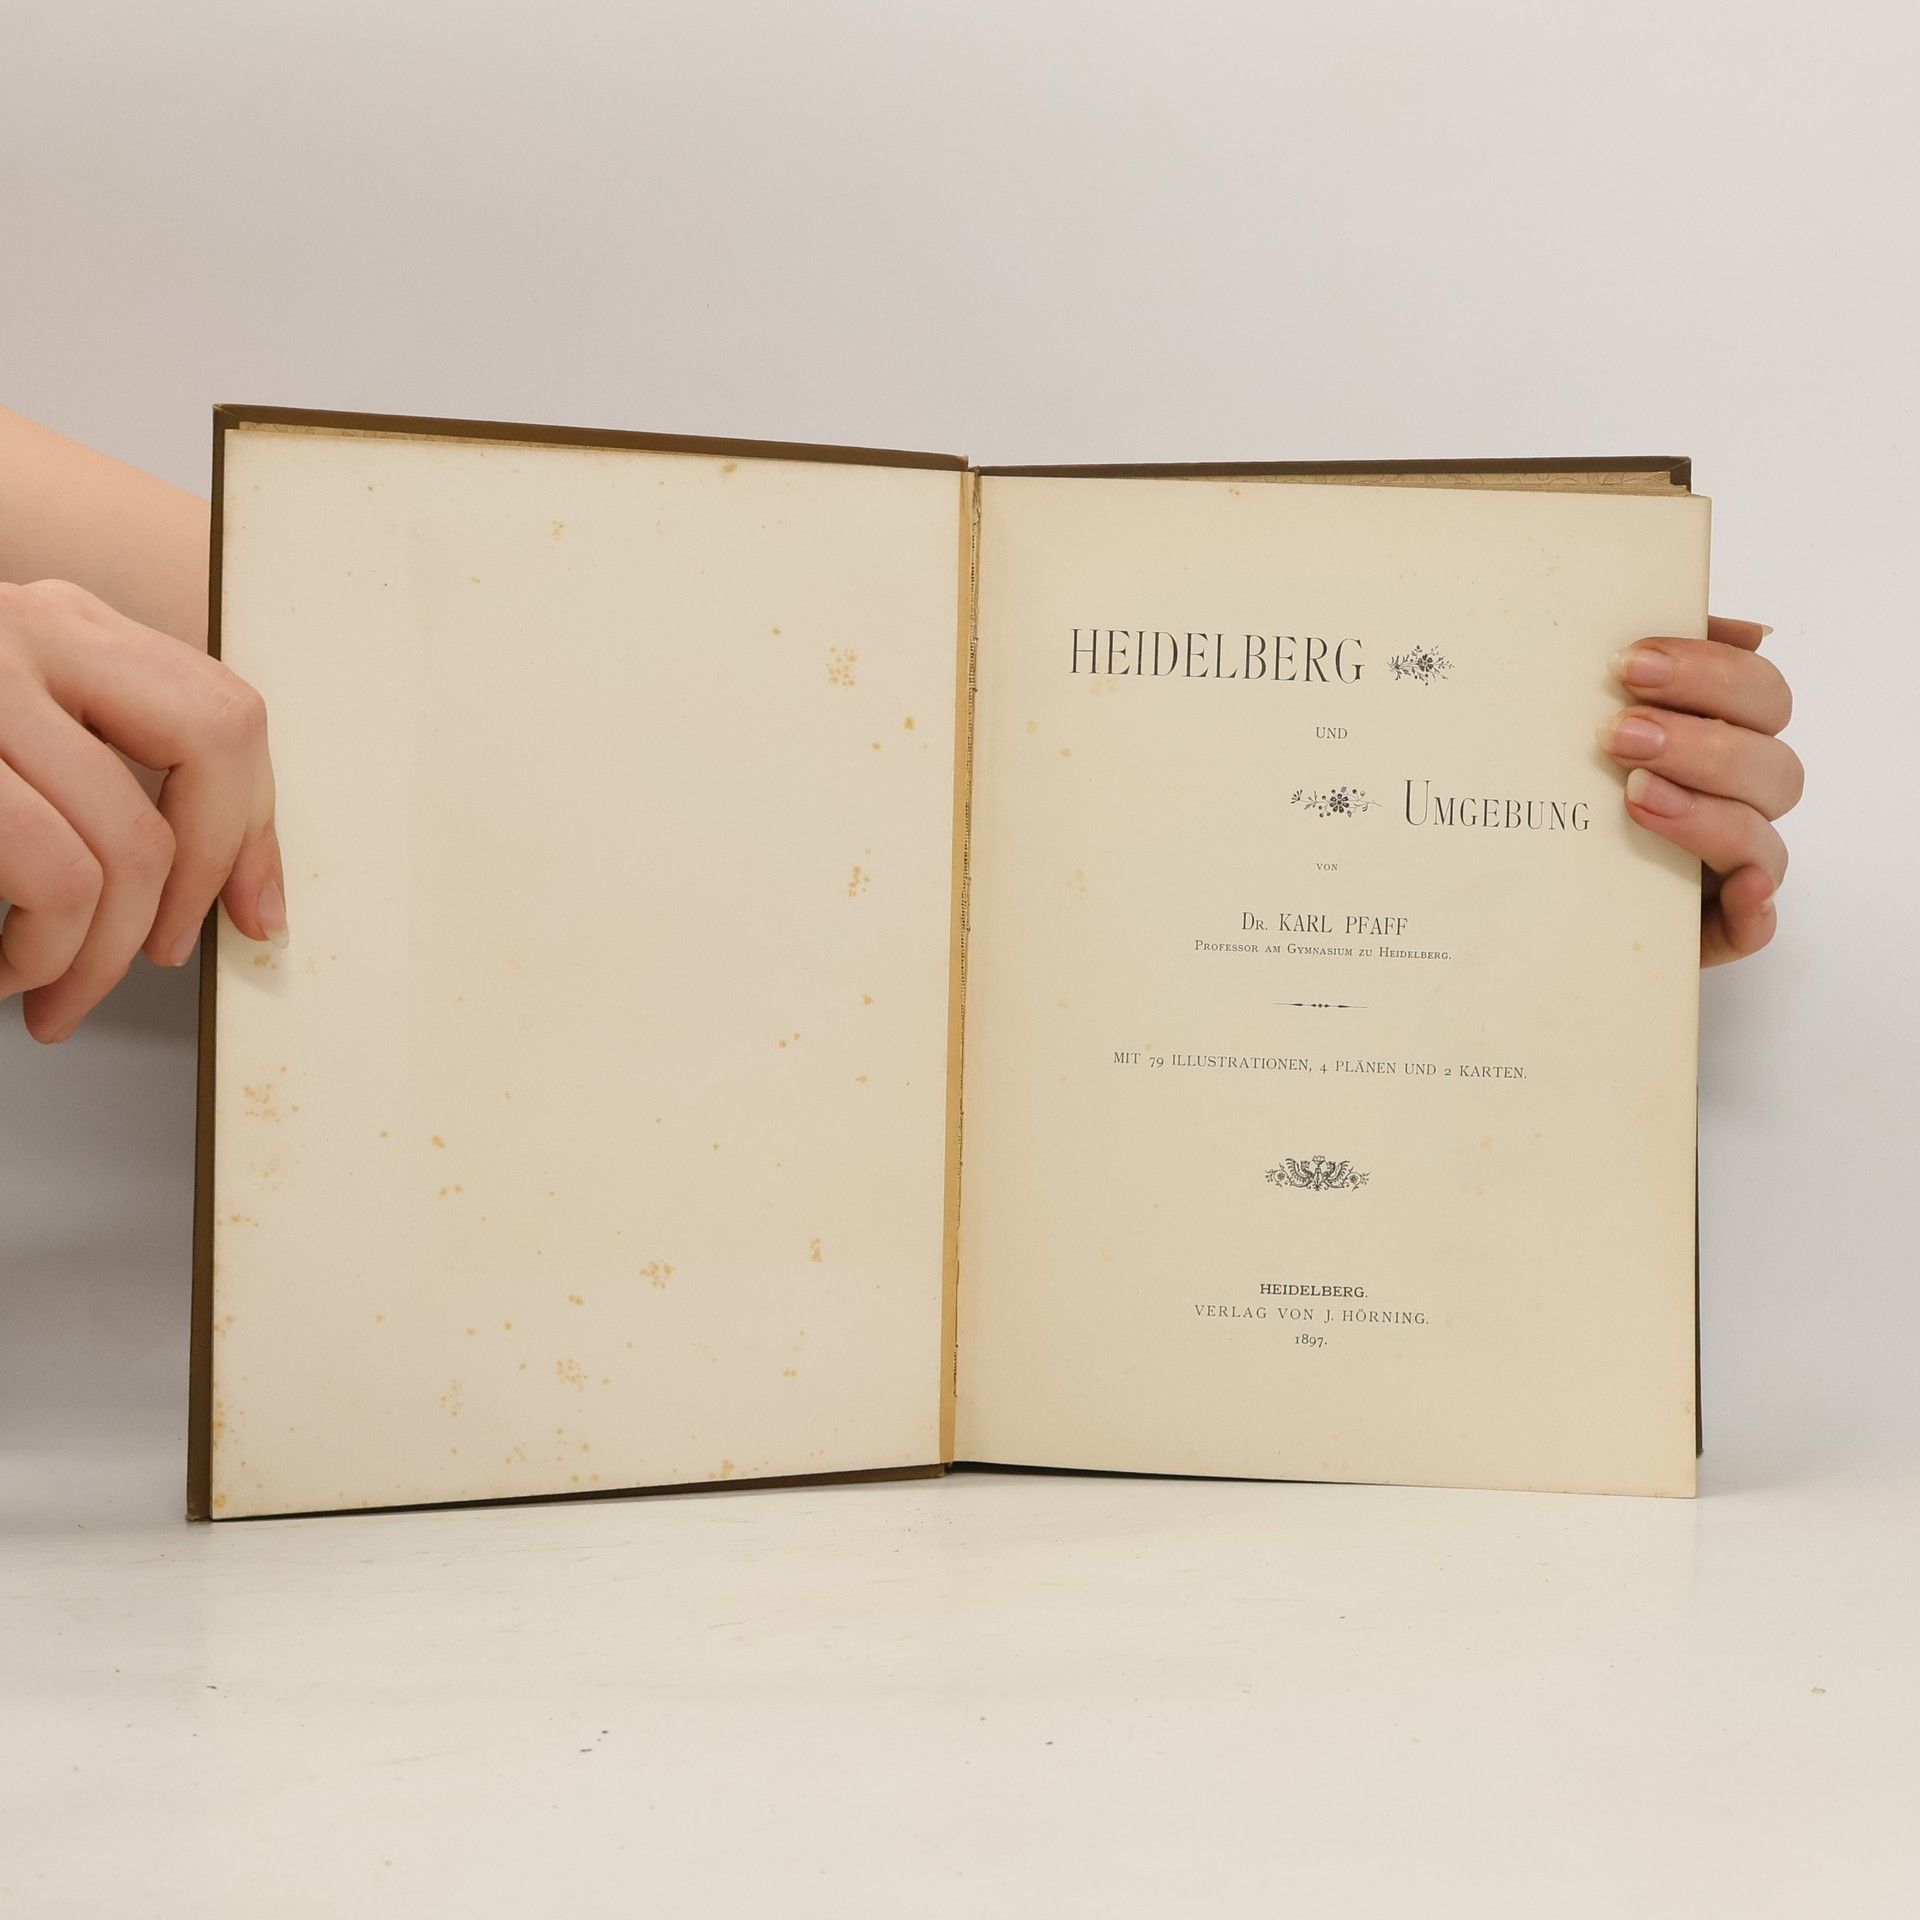 HEIDELBERG
UND
UMGEBUNG
VON
DR. KARL PFAFF
PROFESSOR AM GYMNASIUM ZU HEIDELBERG.
MIT 79 ILLUSTRATIONEN, 4 PLÄNEN UND 2 KARTEN.
HEIDELBERG.
VERLAG VON J. HÖRNING.
1897.